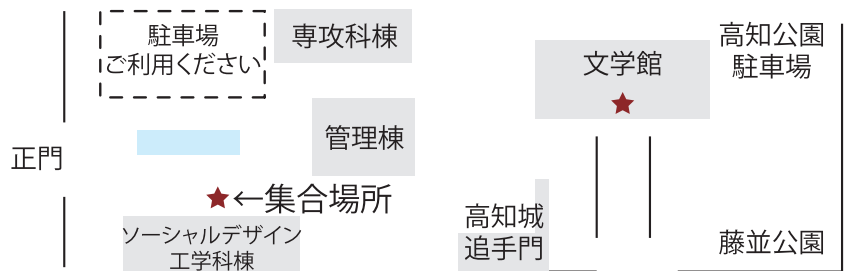 駐車場
ご利用ください
専攻科棟
管理棟
正門
←集合場所
ソーシャルデザイン
工学科棟
文学館
高知公園
駐車場
高知城
追手門
藤並公園